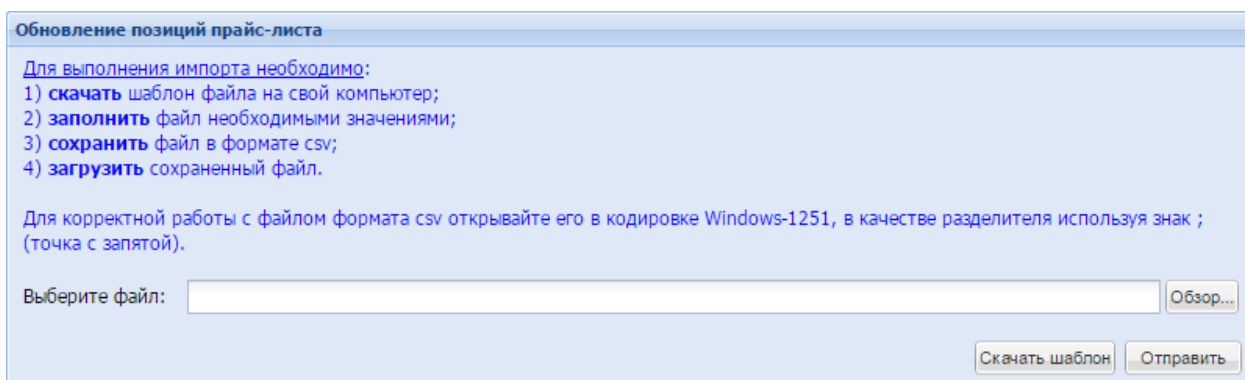 Обновление позиций прайс-листа
Для выполнения импорта необходимо:
1) скачать шаблон файла на свой компьютер;
2) заполнить файл необходимыми значениями;
3) сохранить файл в формате csv;
4) загрузить сохраненный файл.
Для корректной работы с файлом формата csv открывайте его в кодировке Windows-1251, в качестве разделителя используя знак ;
(точка с запятой).
Выберите файл: Обзор...
Скачать шаблон Отправить